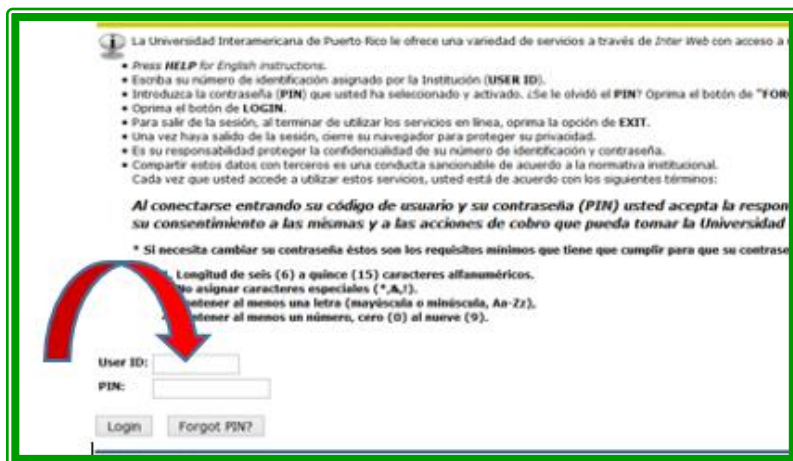 La Universidad Interamericana de Puerto Rico le ofrece una variedad de servicios a través de Inter Web con acceso a
• Press HELP for English instructions.
• Escriba su número de identificación asignado por la Institución (USER ID).
• Introduzca la contraseña (PIN) que usted ha seleccionado y activado. ¿Se le olvidó el PIN? Oprima el botón de "FOR
• Oprima el botón de LOGIN.
• Para salir de la sesión, al terminar de utilizar los servicios en línea, oprima la opción de EXIT.
• Una vez haya salido de la sesión, cierre su navegador para proteger su privacidad.
• Es su responsabilidad proteger la confidencialidad de su número de identificación y contraseña.
• Compartir estos datos con terceros es una conducta sancionable de acuerdo a la normativa institucional.
Cada vez que usted accede a utilizar estos servicios, usted está de acuerdo con los siguientes términos:
Al conectarse entrando su código de usuario y su contraseña (PIN) usted acepta la respon
su consentimiento a las mismas y a las acciones de cobro que pueda tomar la Universidad
* Si necesita cambiar su contraseña éstos son los requisitos mínimos que tiene que cumplir para que su contrase
Longitud de seis (6) a quince (15) caracteres alfanuméricos.
No asignar caracteres especiales (*,&,!).
ntener al menos una letra (mayúscula o minúscula, Aa-Zz),
ntener al menos un número, cero (0) al nueve (9).
User ID:
PIN:
Login Forgot PIN?